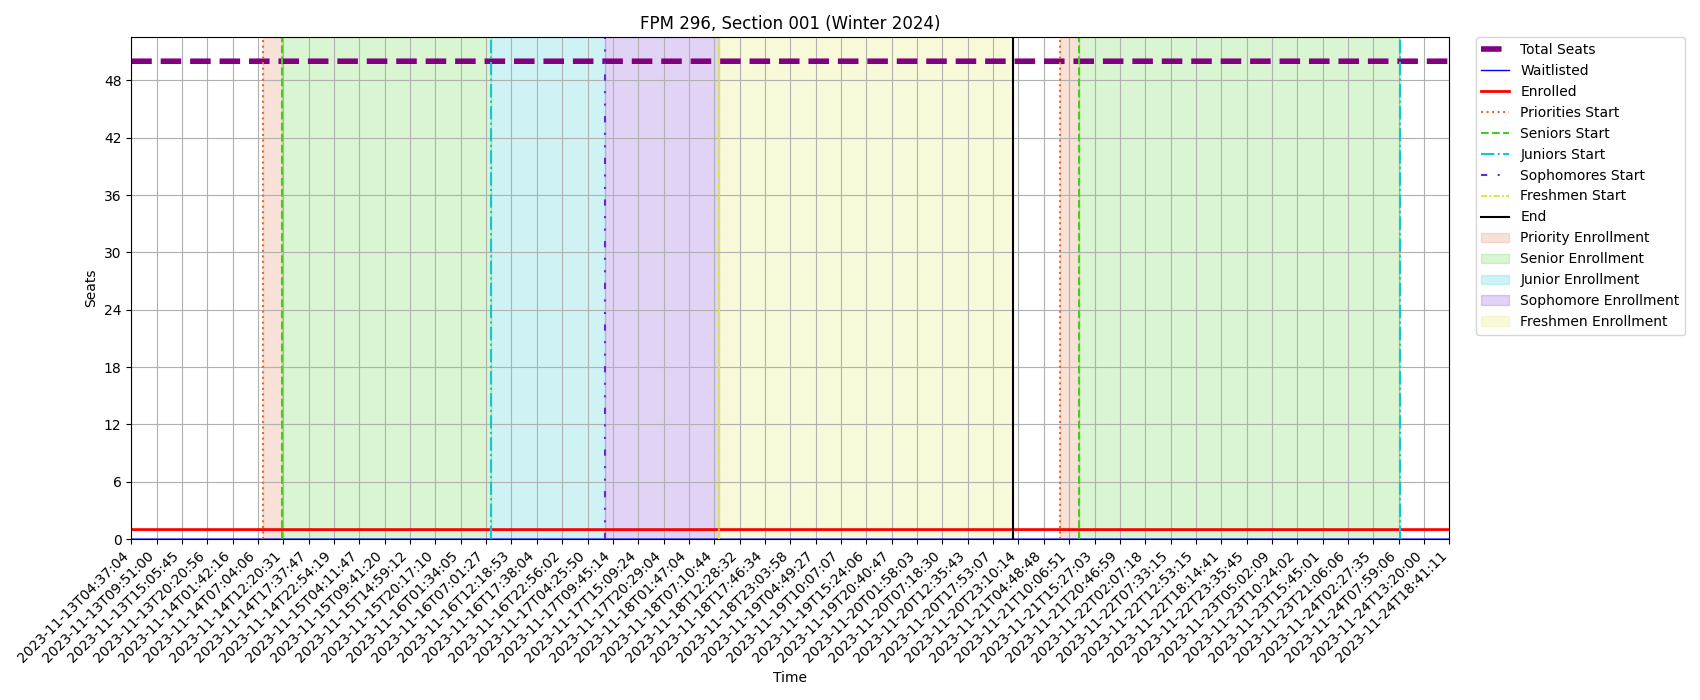 FPM 296, Section 001 (Winter 2024)
Seats
48
42
36
30
24
18
12
6
0
2023-11-13T04:37:04
2023-11-13T09:51:00
2023-11-13T15:05:45
2023-11-13T20:20:56
2023-11-14T01:42:16
2023-11-14T07:04:06
2023-11-14T12:20:31
2023-11-14T17:37:47
2023-11-14T22:54:19
2023-11-15T04:11:47
2023-11-15T09:41:20
2023-11-15T14:59:12
2023-11-15T20:17:10
2023-11-16T01:34:05
2023-11-16T07:01:27
2023-11-16T12:18:53
2023-11-16T17:38:04
2023-11-16T22:56:02
2023-11-17T04:25:50
2023-11-17T09:45:14
2023-11-17T15:09:24
2023-11-17T20:29:04
2023-11-18T01:47:04
2023-11-18T07:10:44
2023-11-18T12:28:32
2023-11-18T17:46:34
2023-11-18T23:03:58
2023-11-19T04:49:27
2023-11-19T10:07:07
2023-11-19T15:24:06
2023-11-19T20:40:47
2023-11-20T01:58:03
2023-11-20T07:18:30
2023-11-20T12:35:43
2023-11-20T17:53:07
2023-11-20T23:10:14
2023-11-21T04:48:48
2023-11-21T10:06:51
2023-11-21T15:27:03
2023-11-21T20:46:59
2023-11-22T02:07:18
2023-11-22T07:33:15
2023-11-22T12:53:15
2023-11-22T18:14:41
2023-11-22T23:35:45
2023-11-23T05:02:09
2023-11-23T10:24:02
2023-11-23T15:45:01
2023-11-23T21:06:06
2023-11-24T02:27:35
2023-11-24T07:59:06
2023-11-24T13:20:00
2023-11-24T18:41:11
Time
Total Seats
Waitlisted
Enrolled
Priorities Start
Seniors Start
Juniors Start
Sophomores Start
Freshmen Start
End
Priority Enrollment
Senior Enrollment
Junior Enrollment
Sophomore Enrollment
Freshmen Enrollment